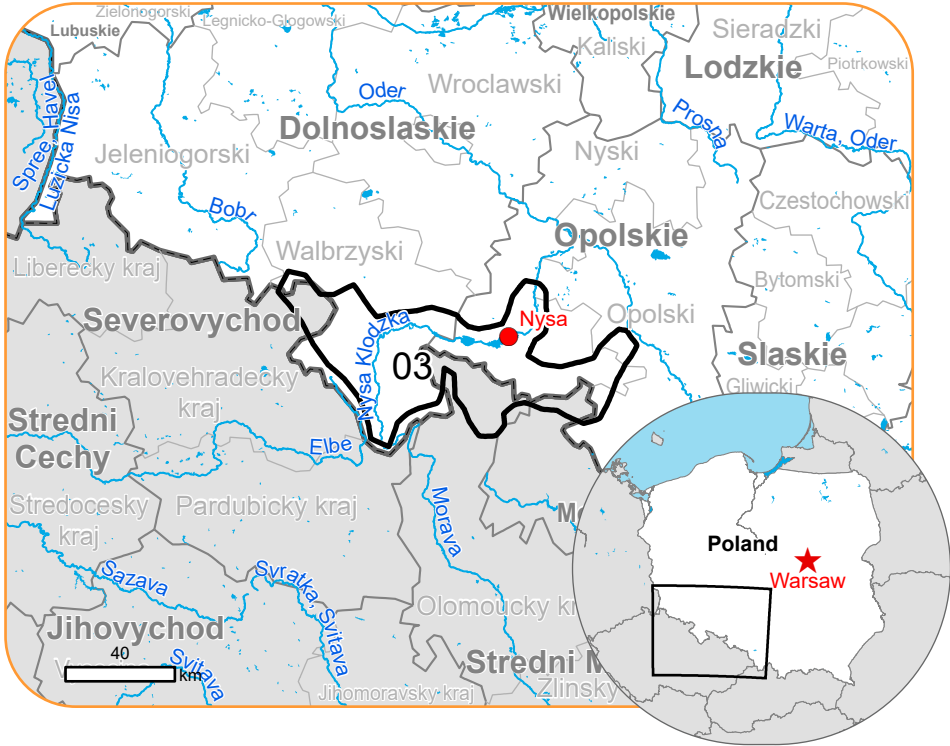 Zielonogorski
Lubuskie
Legnicko-Glogowski
Wielkopolskie
Kaliski
Sieradzki
Piotrkowski
Lodzkie
Wroclawski
Oder
Prosna
Warta, Oder
Spree, Havel
Luzicka Nisa
Dolnoslaskie
Jeleniogorski
Nyski
Czestochowski
Bobr
Walbrzyski
Opolskie
Liberecky kraj
Bytomski
Severovychod
Nysa Klodzka
Nysa
Opolski
03
Slaskie
Kralovehradecky
kraj
Gliwicki
Stredni
Cechy
Elbe
Stredocesky
kraj
Pardubicky kraj
Morava
Poland
Warsaw
Sazava
Svratka, Svitava
Olomoucky kr
Jihovychod
40
km
Svitava
Stredni M
Zlinsky
Jihomoravsky kraj